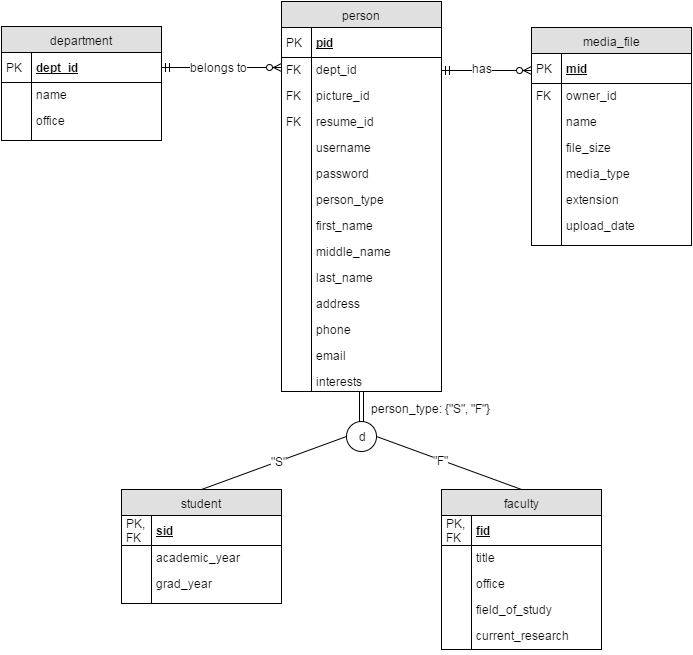 department
PK dept_id
name
office
belongs to
person
PK pid
FK dept_id
FK picture_id
FK resume_id
username
password
person_type
first_name
middle_name
last_name
address
phone
email
interests
has
media_file
PK mid
FK owner_id
name
file_size
media_type
extension
upload_date
person_type: {"S", "F"}
d
"S"
"F"
student
PK,
FK sid
academic_year
grad_year
faculty
PK,
FK fid
title
office
field_of_study
current_research